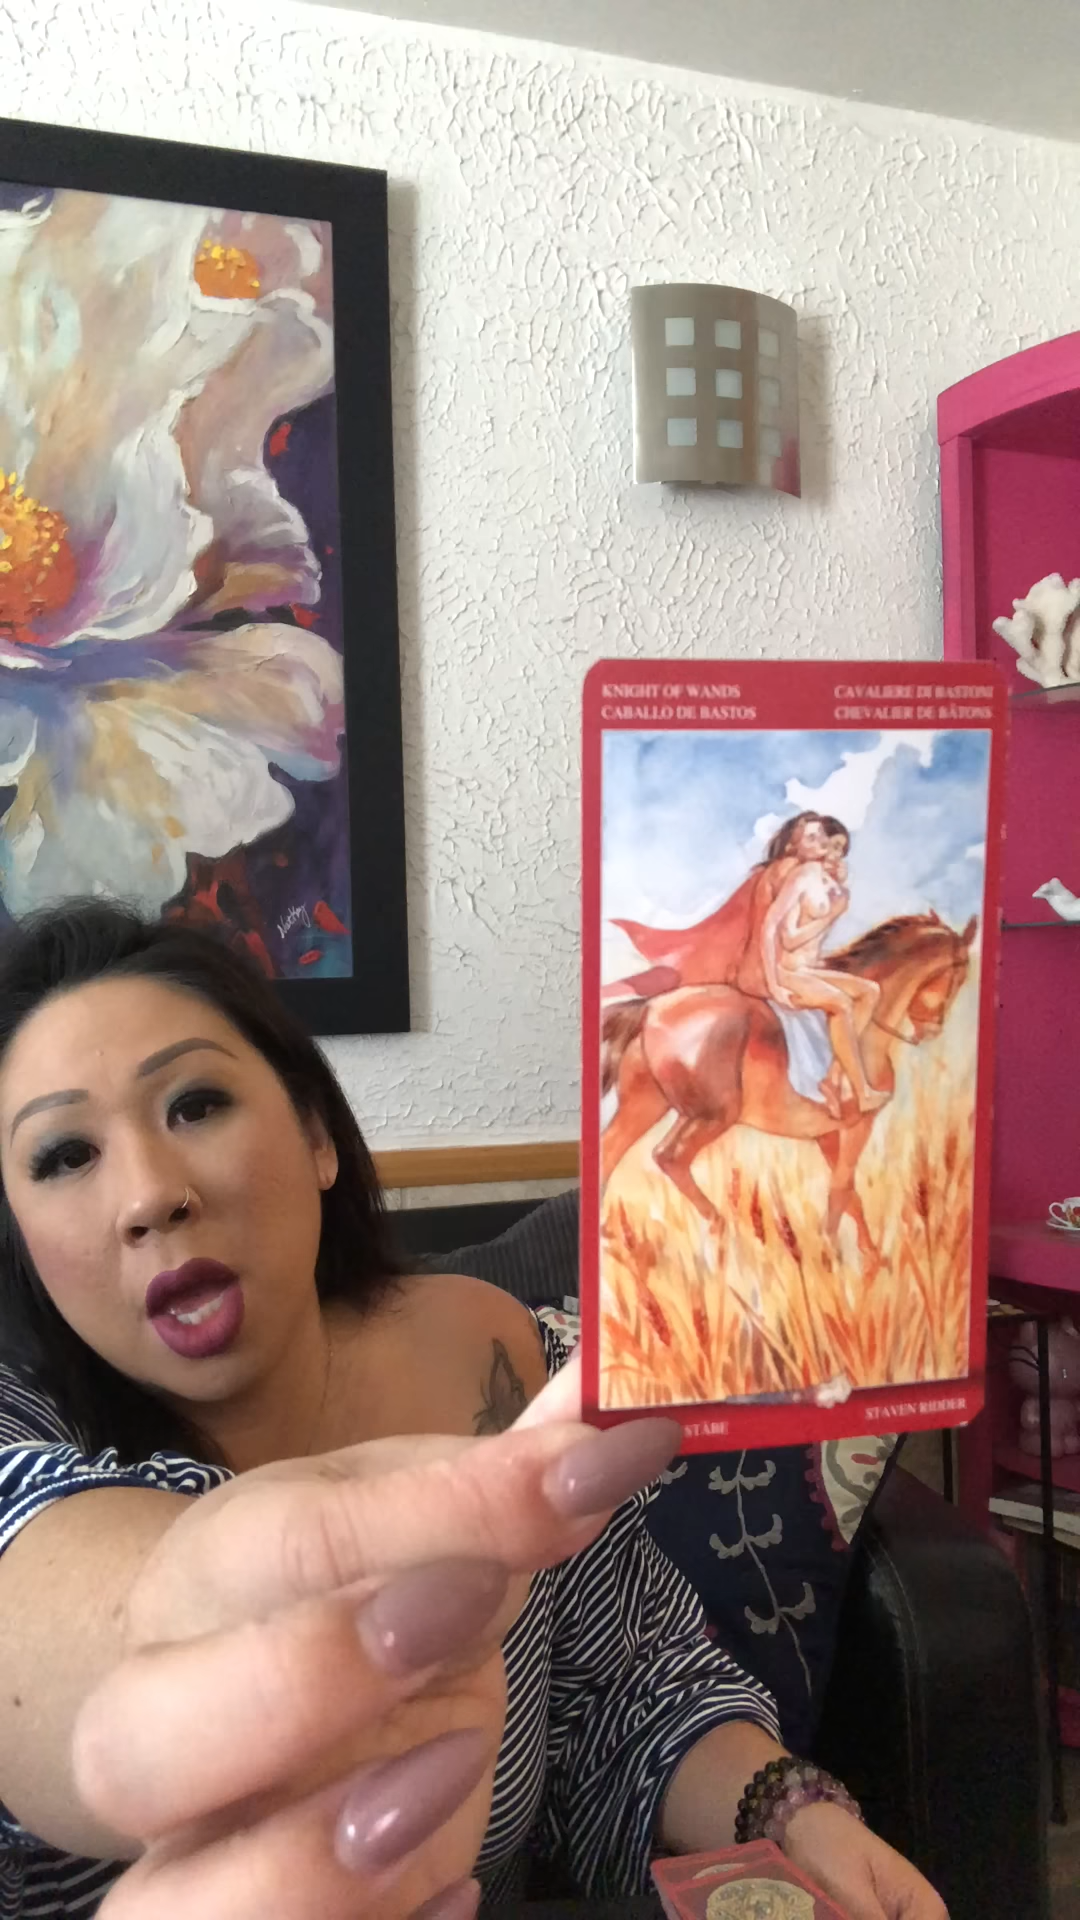 KNIGHT OF WANDS
CABALLO DE BASTOS
CAVALIERE DI BASTONI
CHEVALIER DE BÂTONS
STÄBE
STAVEN RIDDER